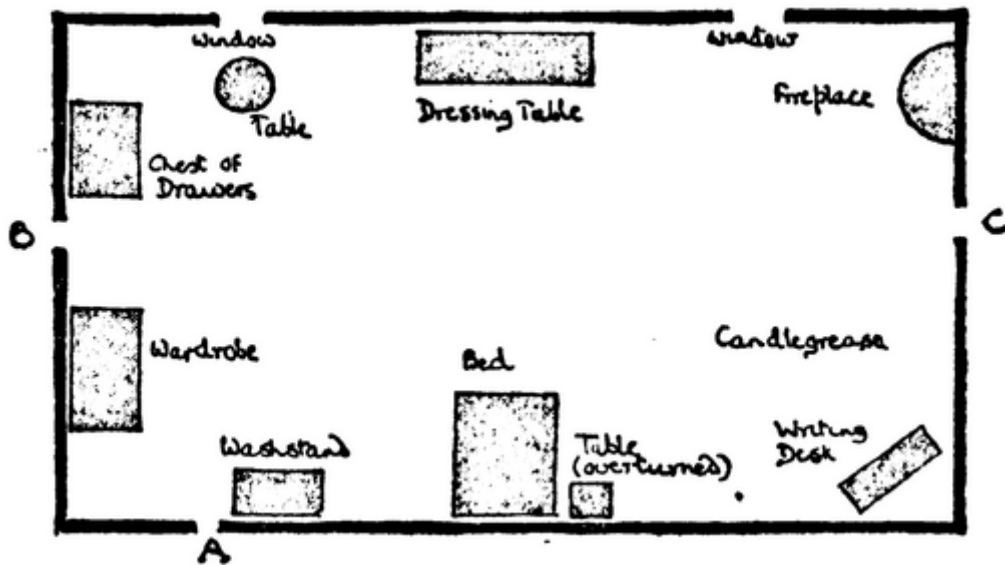 Window
Window
Table
Dressing Table
Fireplace
Chest of
Drawers
B
C
Wardrobe
Bed
Candlegrease
Washstand
Table
(overturned)
Writing
Desk
A